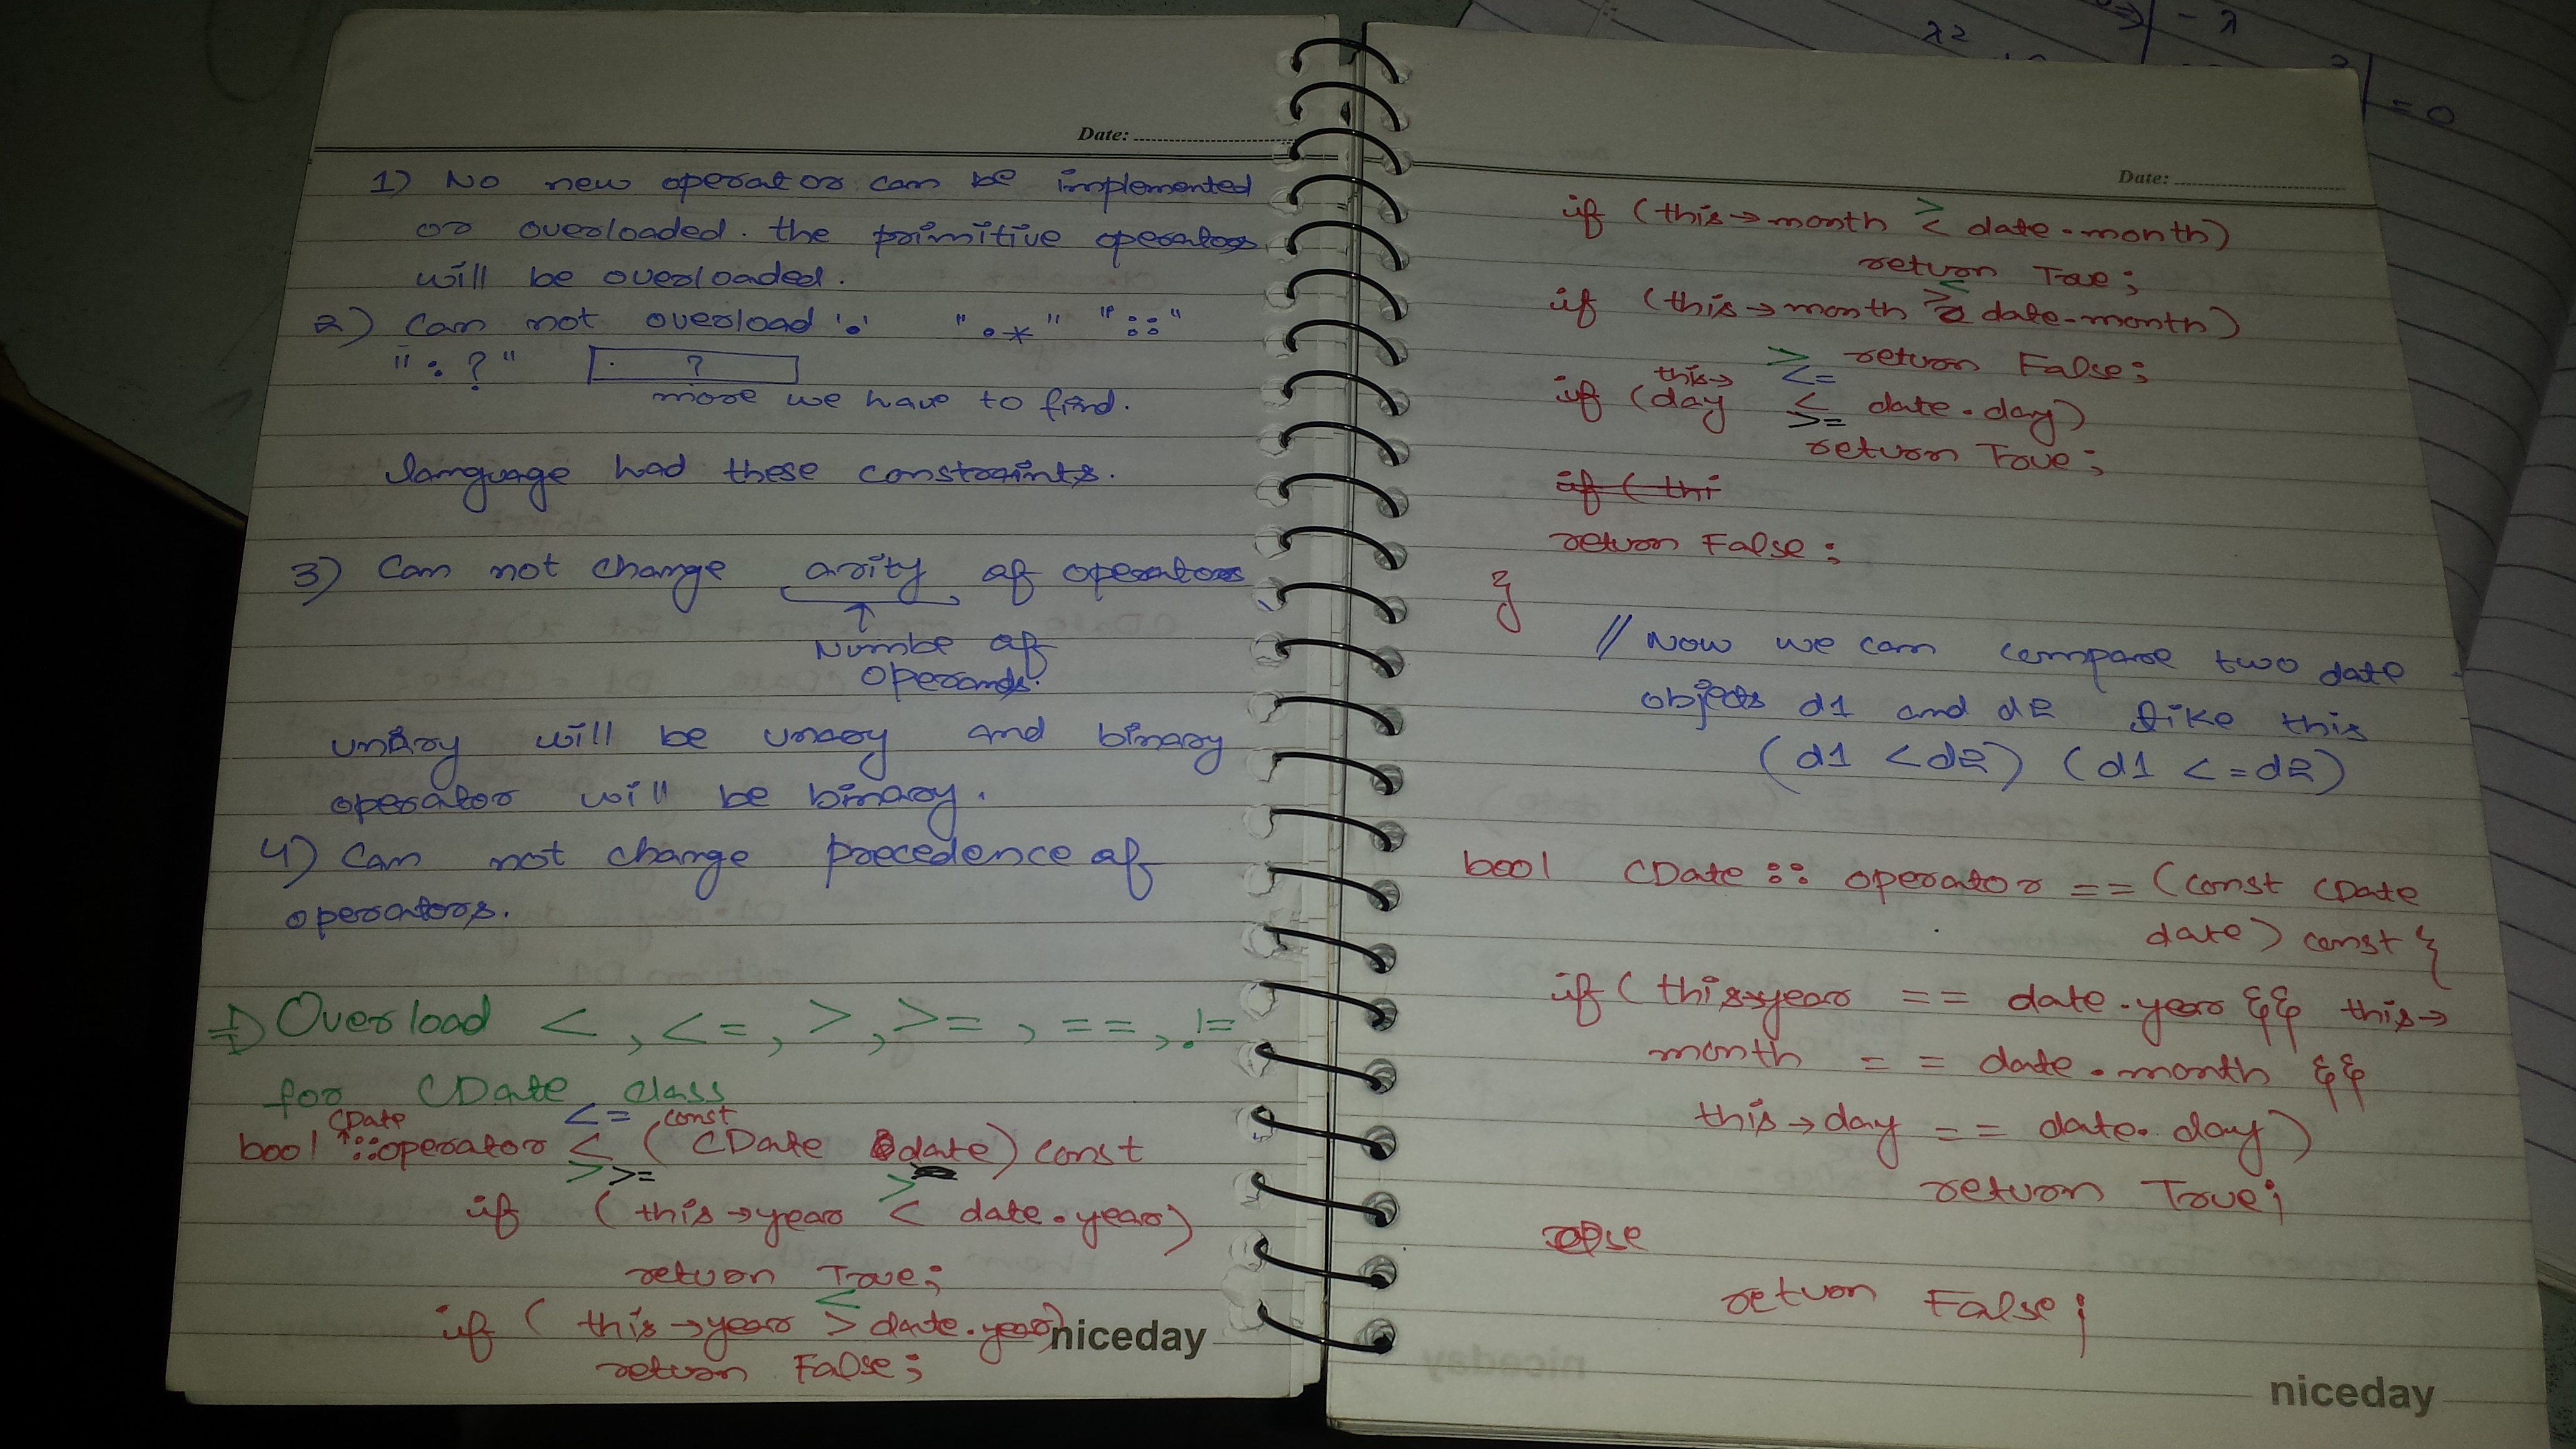 Date:
1) No new operator can be implemented
or overloaded. the primitive operators
will be overloaded.
2) Can not overload '.' ".*" "::"
": ?" . ?
more we have to find.
language had these constraints.
3) Can not change arity of operators
Numbe of
operands.
unary will be unary and binary
operator will be binary.
4) Can not change precedence of
operators.
Overload <, <=, >, >=, ==, !=
for CDate class
CDate <= const
bool ::operator < ( CDate date) const
> >= >
if (this→year < date.year)
return True;
<
if ( this →year > date.year)
return False;
niceday
Date:
>
if (this→month < date.month)
return True;
<
if (this→month > date.month)
> return False;
this→ <=
if (day < date.day)
>=
return True;
if ( thi
return False;
}
// Now we can compare two date
objects d1 and d2 like this
(d1 <d2) (d1 <=d2)
bool CDate :: operator == (const CDate
date) const {
if (this→year == date.year && this→
month == date.month &&
this→day == date.day)
return True;
else
return False;
niceday
λ2
- λ
= 0